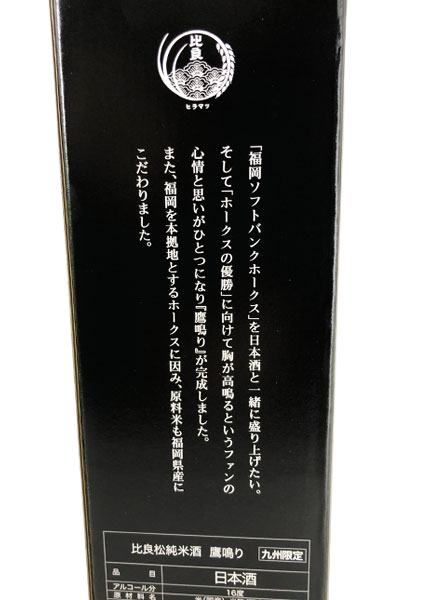 比良
ヒラマツ
「福岡ソフトバンクホークス」を日本酒と一緒に盛り上げたい。
そして「ホークスの優勝」に向けて胸が高鳴るというファンの
心情と思いがひとつになり『鷹鳴り』が完成しました。
また、福岡を本拠地とするホークスに因み、原料米も福岡県産に
こだわりました。
比良松純米酒 鷹鳴り 九州限定
品目 日本酒
アルコール分 16度
原材料